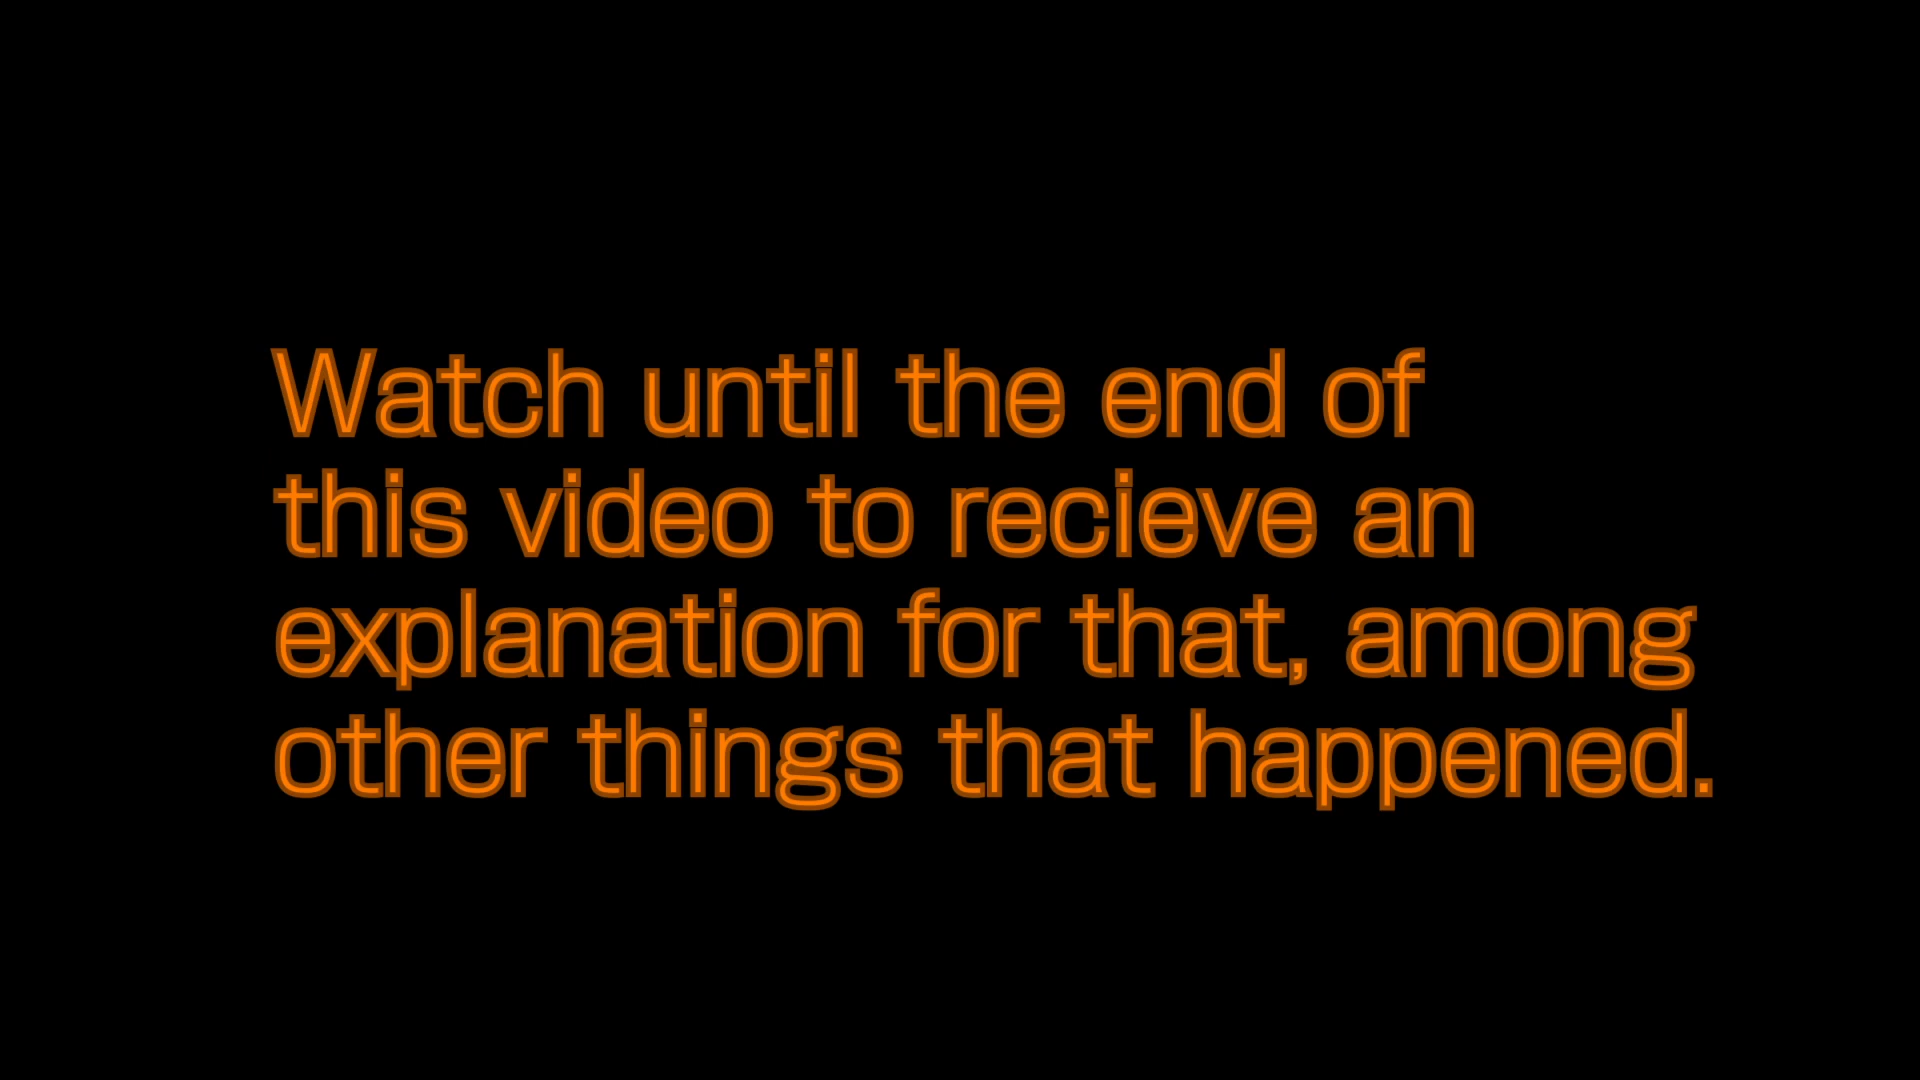 Watch until the end of
this video to recieve an
explanation for that, among
other things that happened.